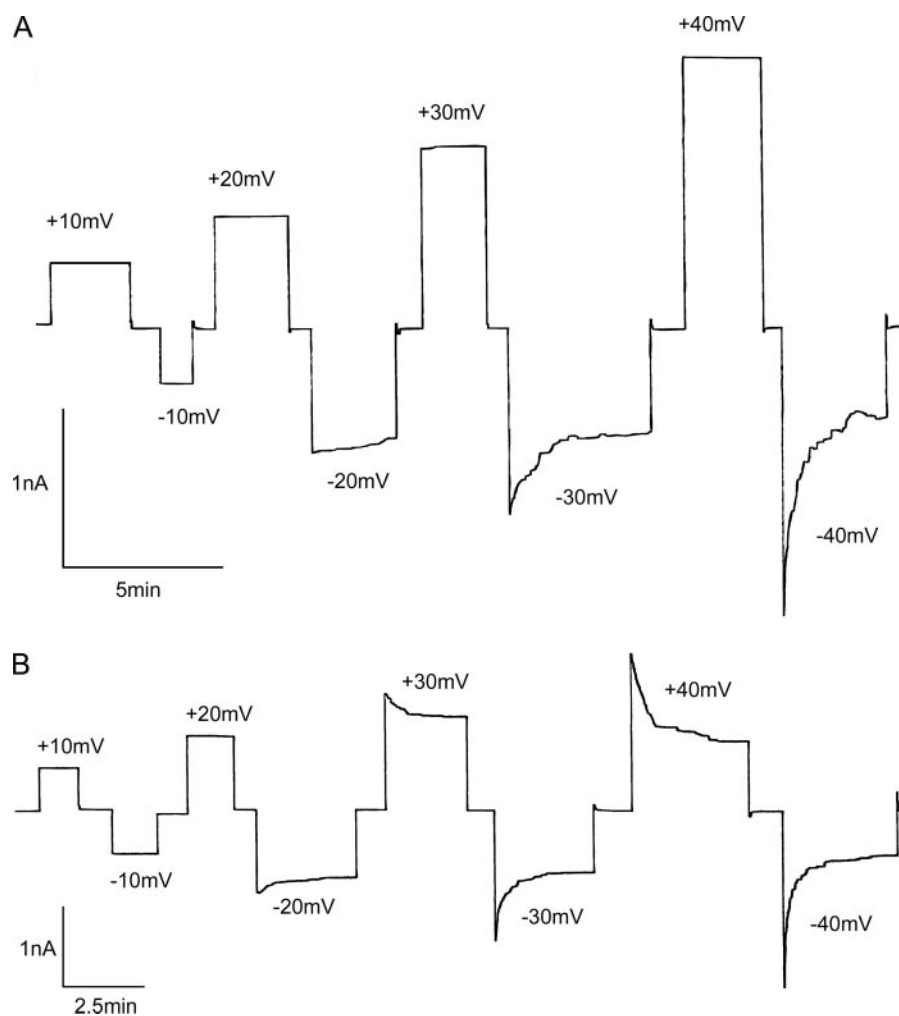 A
+40mV
+30mV
+20mV
+10mV
-10mV
-20mV
-30mV
-40mV
1nA
5min
B
+30mV
+40mV
+20mV
+10mV
-10mV
-20mV
-30mV
-40mV
1nA
2.5min